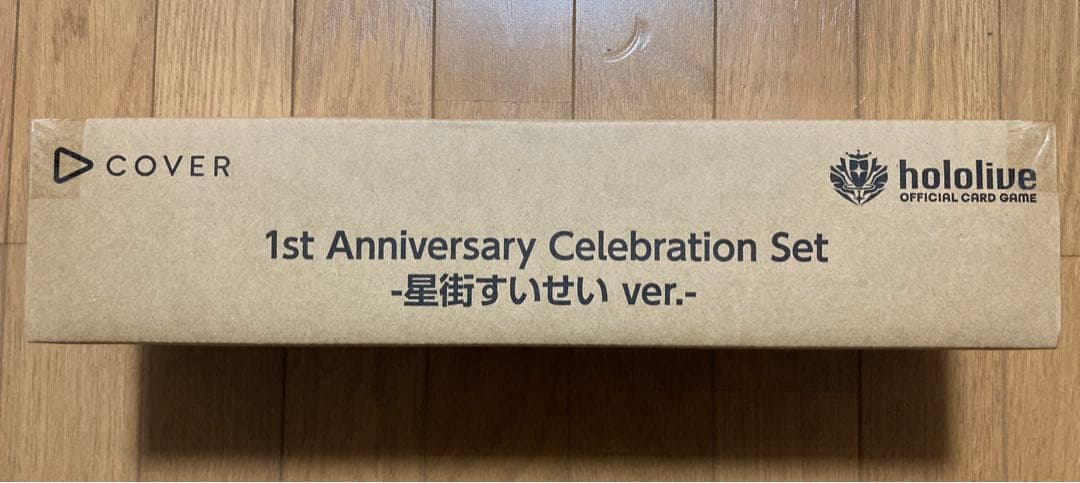 COVER
hololive
OFFICIAL CARD GAME
1st Anniversary Celebration Set
-星街すいせい ver.-